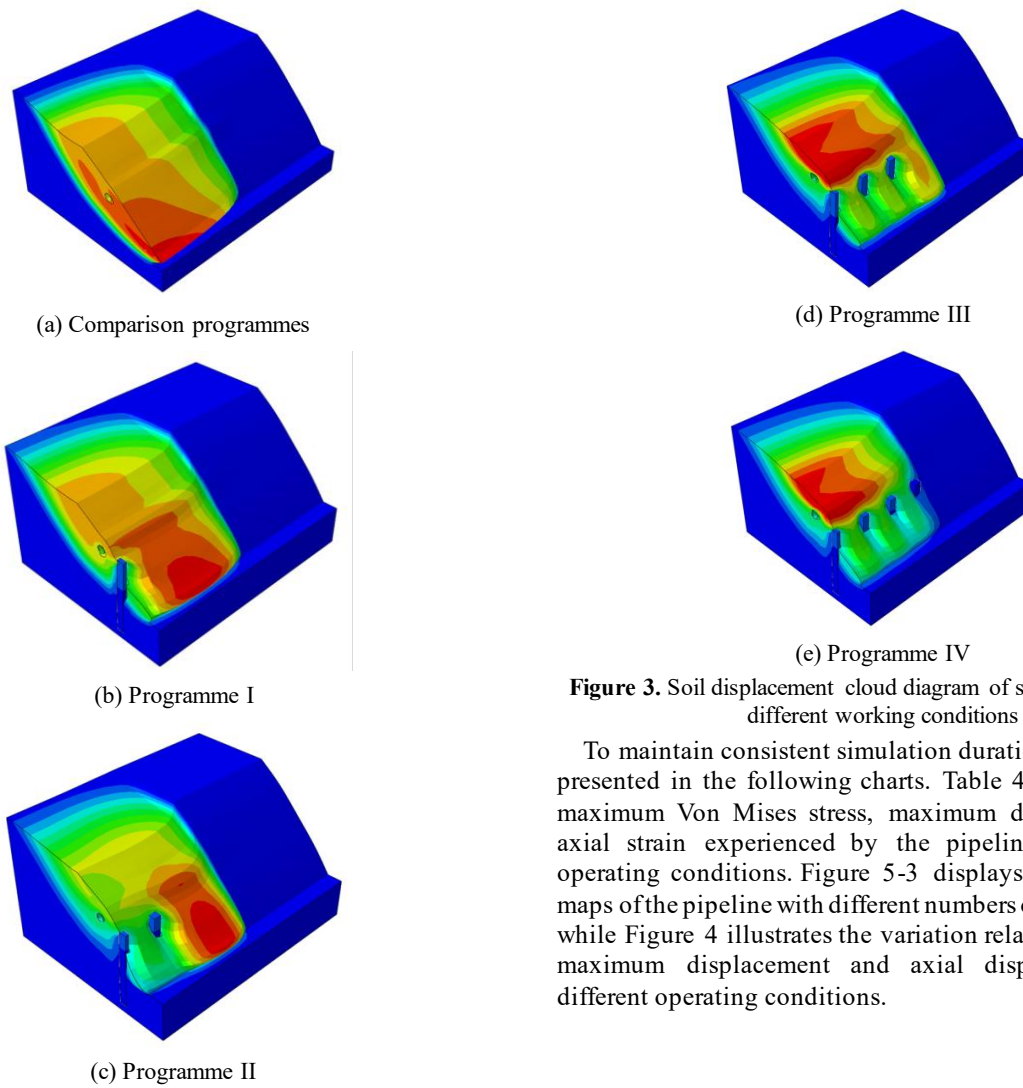 (a) Comparison programmes
(b) Programme I
(c) Programme II
(d) Programme III
(e) Programme IV
Figure 3. Soil displacement cloud diagram of s
different working conditions
To maintain consistent simulation durati
presented in the following charts. Table 4
maximum Von Mises stress, maximum d
axial strain experienced by the pipelin
operating conditions. Figure 5-3 displays
maps of the pipeline with different numbers
while Figure 4 illustrates the variation rela
maximum displacement and axial disp
different operating conditions.